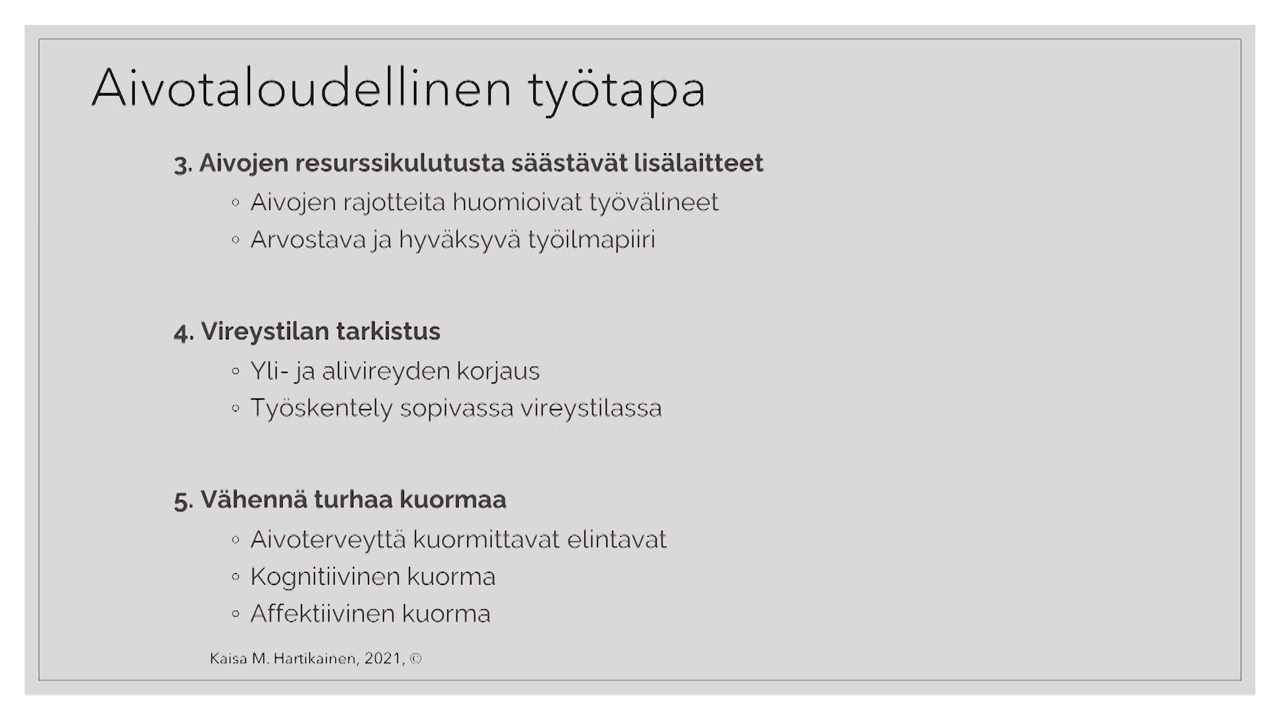 Aivotaloudellinen työtapa
3. Aivojen resurssikulutusta säästävät lisälaitteet
◦ Aivojen rajotteita huomioivat työvälineet
◦ Arvostava ja hyväksyvä työilmapiiri
4. Vireystilan tarkistus
◦ Yli- ja alivireyden korjaus
◦ Työskentely sopivassa vireystilassa
5. Vähennä turhaa kuormaa
◦ Aivoterveyttä kuormittavat elintavat
◦ Kognitiivinen kuorma
◦ Affektiivinen kuorma
Kaisa M. Hartikainen, 2021, ©